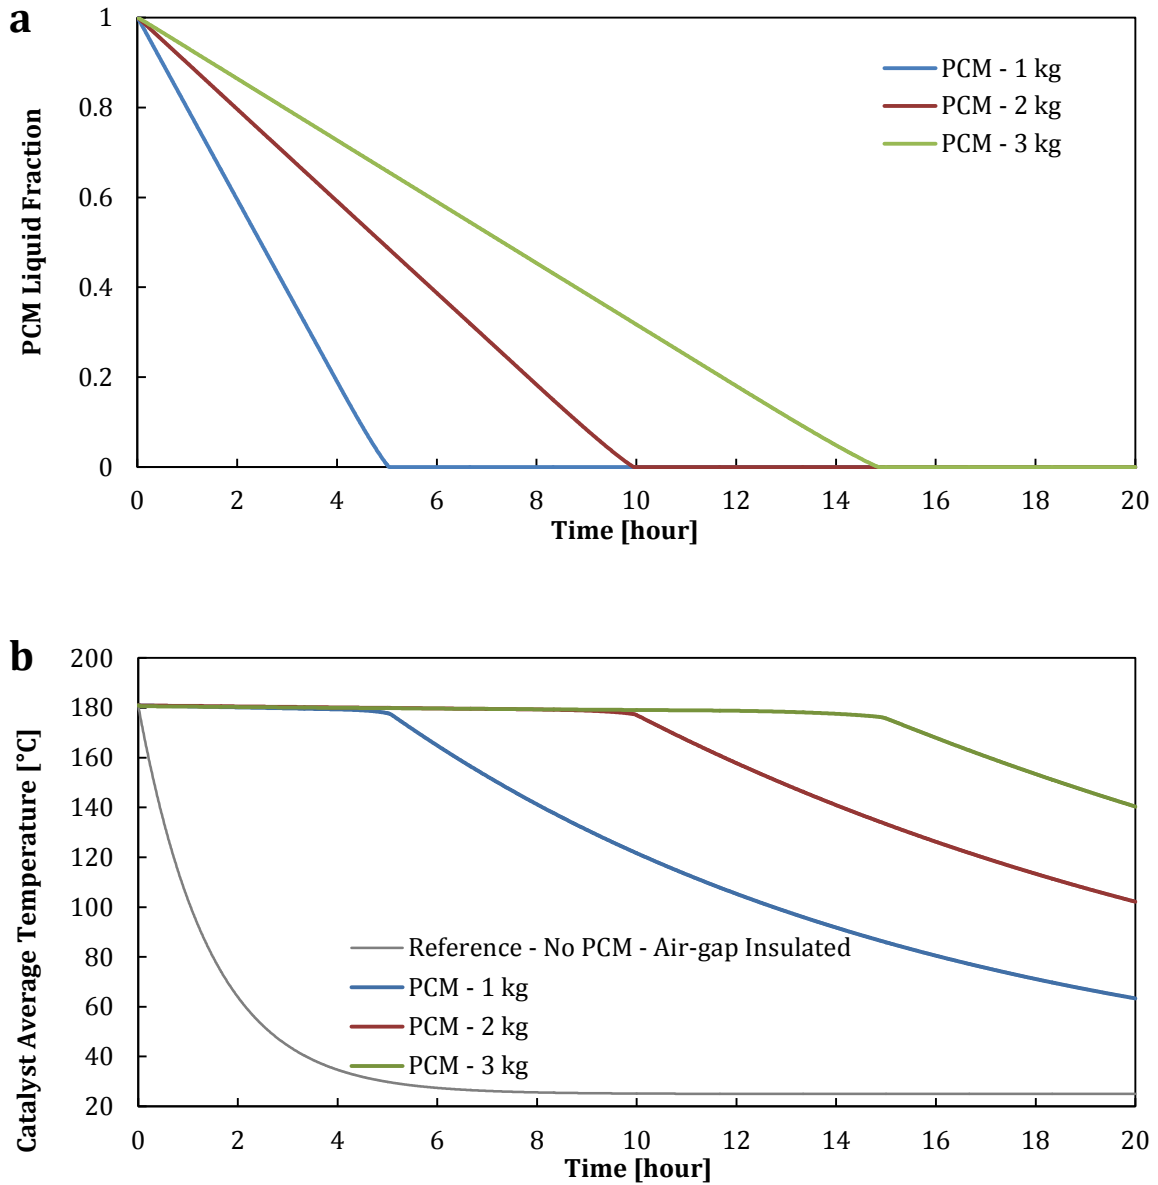 a
PCM Liquid Fraction
1
0.8
0.6
0.4
0.2
0
PCM - 1 kg
PCM - 2 kg
PCM - 3 kg
0 2 4 6 8 10 12 14 16 18 20
Time [hour]
b
Catalyst Average Temperature [°C]
200
180
160
140
120
100
80
60
40
20
Reference - No PCM - Air-gap Insulated
PCM - 1 kg
PCM - 2 kg
PCM - 3 kg
0 2 4 6 8 10 12 14 16 18 20
Time [hour]